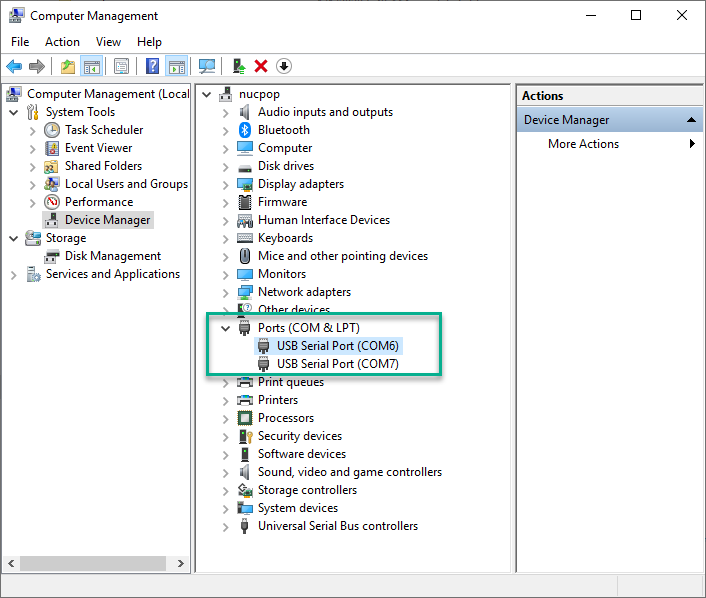 Computer Management
File Action View Help
Computer Management (Local
System Tools
Task Scheduler
Event Viewer
Shared Folders
Local Users and Groups
Performance
Device Manager
Storage
Disk Management
Services and Applications
nucpop
Audio inputs and outputs
Bluetooth
Computer
Disk drives
Display adapters
Firmware
Human Interface Devices
Keyboards
Mice and other pointing devices
Monitors
Network adapters
Other devices
Ports (COM & LPT)
USB Serial Port (COM6)
USB Serial Port (COM7)
Print queues
Printers
Processors
Security devices
Software devices
Sound, video and game controllers
Storage controllers
System devices
Universal Serial Bus controllers
Actions
Device Manager
More Actions